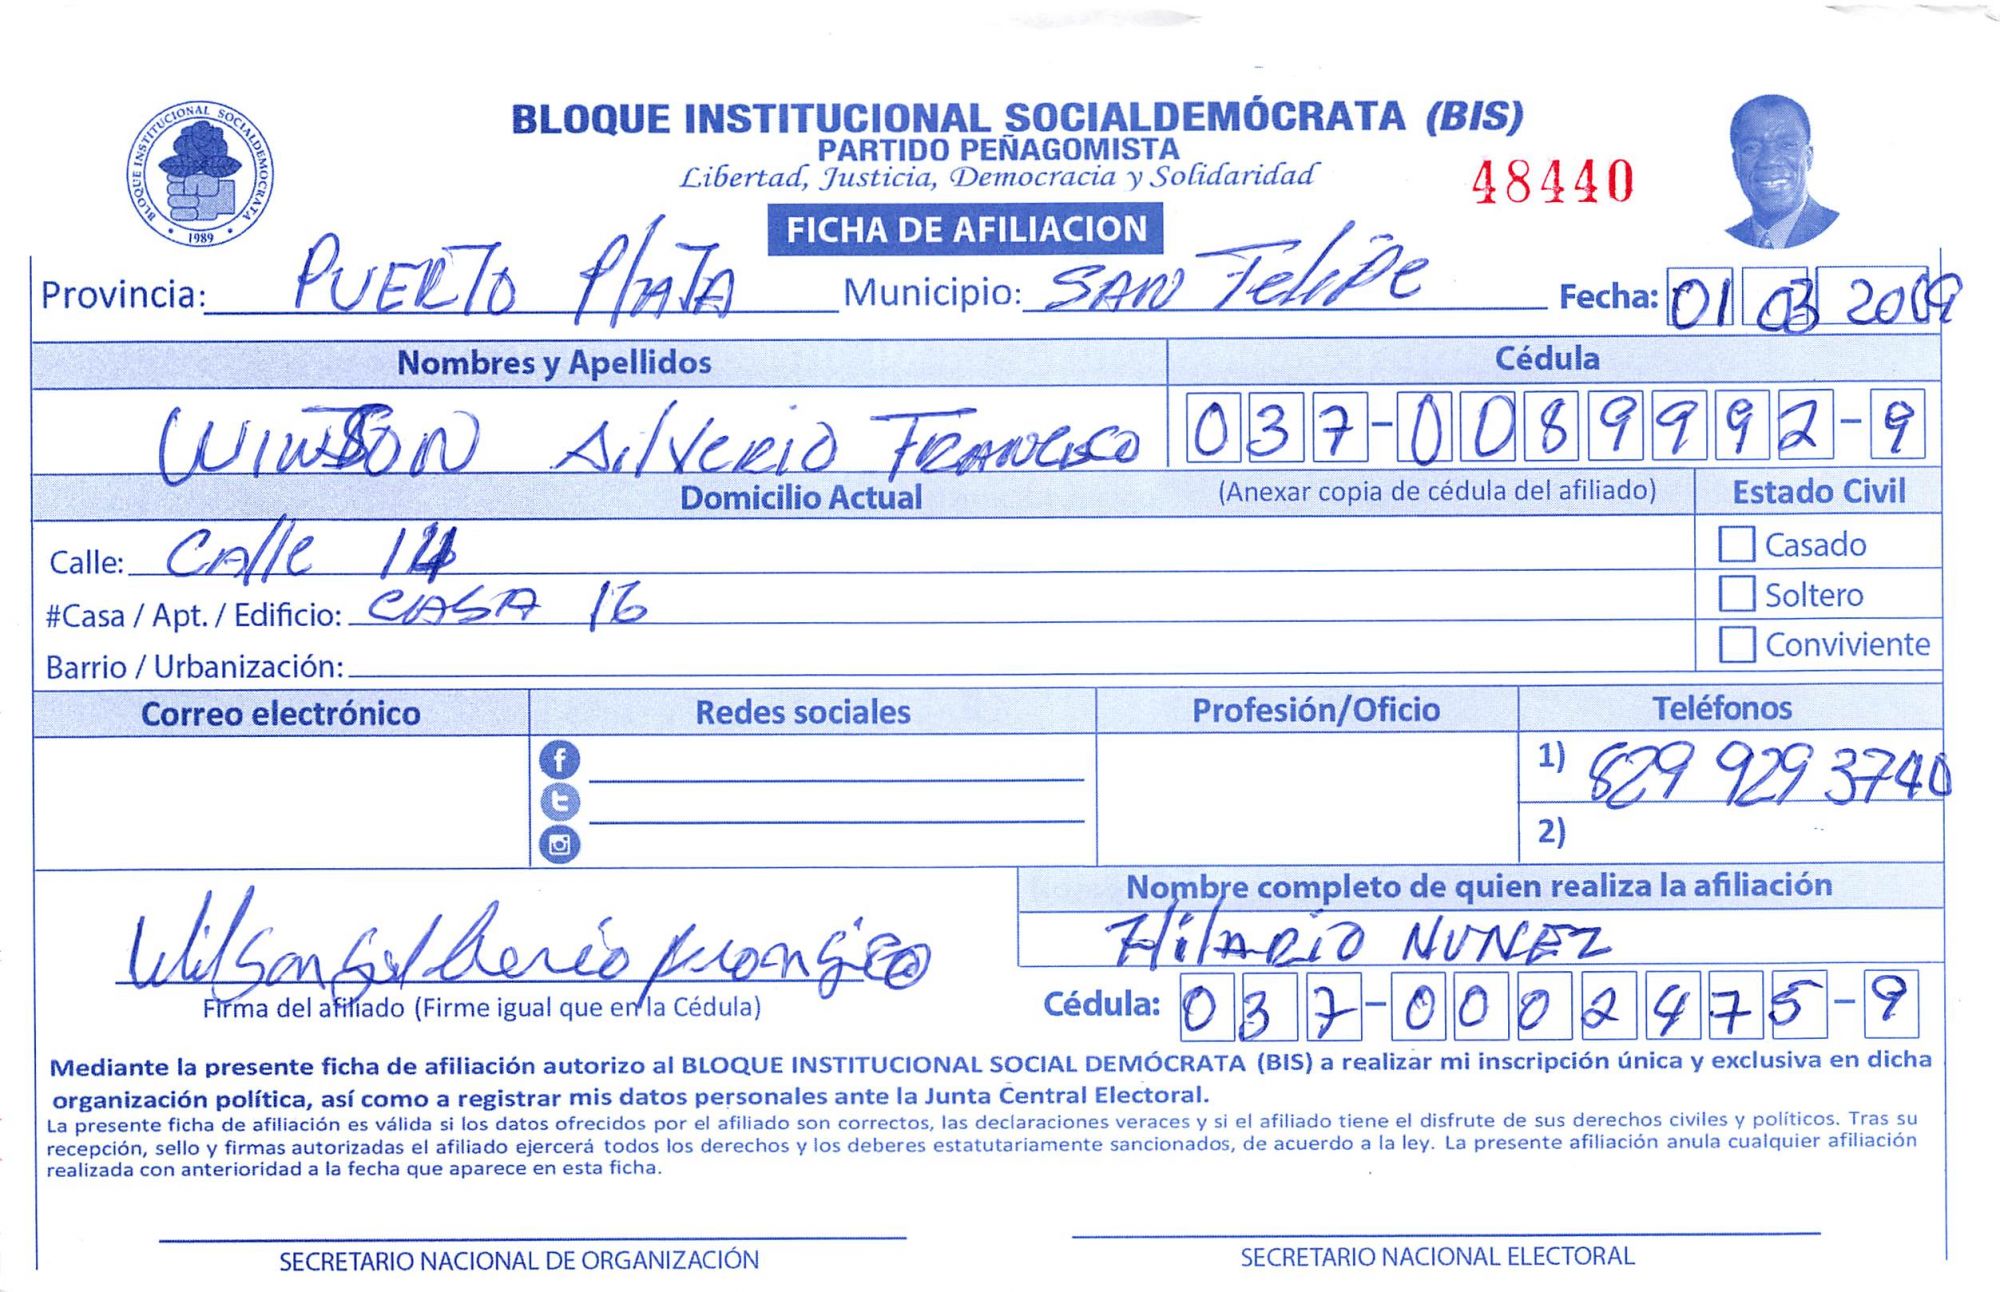 BLOQUE INSTITUCIONAL SOCIALDEMOCRATA
1989
BLOQUE INSTITUCIONAL SOCIALDEMÓCRATA (BIS)
PARTIDO PEÑAGOMISTA
Libertad, Justicia, Democracia y Solidaridad
48440
FICHA DE AFILIACION
Provincia: PUERTO PlATA Municipio: SAN FeliPe Fecha: 01 03 2019
Nombres y Apellidos Cédula
Silverio FRANCISCO 037-0089992-9
Domicilio Actual (Anexar copia de cédula del afiliado) Estado Civil
Calle: CAlle 14 Casado
#Casa / Apt. / Edificio: CASA 16 Soltero
Barrio / Urbanización: Conviviente
Correo electrónico Redes sociales Profesión/Oficio Teléfonos
1) 829 929 3740
2)
Nombre completo de quien realiza la afiliación
HilARIO NUNEZ
Wilson
Firma del afiliado (Firme igual que en la Cédula) Cédula: 037-0002475-9
Mediante la presente ficha de afiliación autorizo al BLOQUE INSTITUCIONAL SOCIAL DEMÓCRATA (BIS) a realizar mi inscripción única y exclusiva en dicha
organización política, así como a registrar mis datos personales ante la Junta Central Electoral.
La presente ficha de afiliación es válida si los datos ofrecidos por el afiliado son correctos, las declaraciones veraces y si el afiliado tiene el disfrute de sus derechos civiles y políticos. Tras su
recepción, sello y firmas autorizadas el afiliado ejercerá todos los derechos y los deberes estatutariamente sancionados, de acuerdo a la ley. La presente afiliación anula cualquier afiliación
realizada con anterioridad a la fecha que aparece en esta ficha.
SECRETARIO NACIONAL DE ORGANIZACIÓN SECRETARIO NACIONAL ELECTORAL